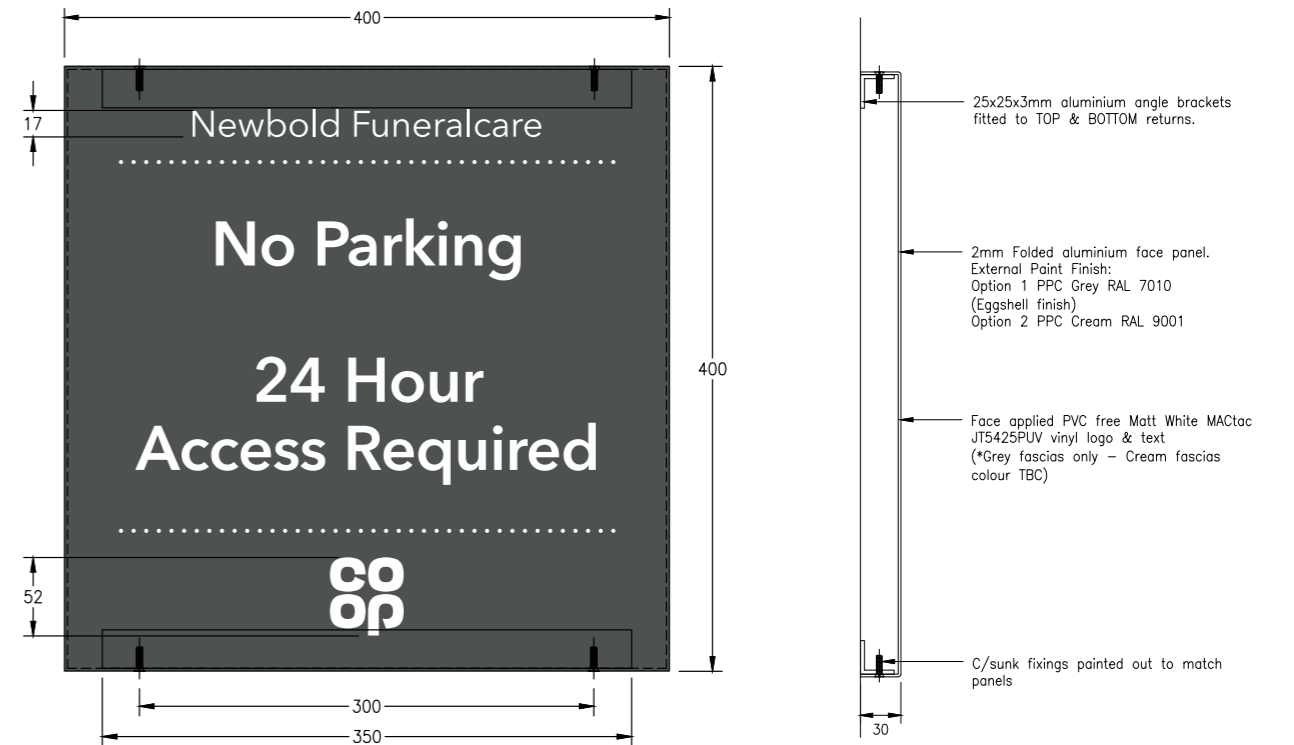 400
17
Newbold Funeralcare
No Parking
24 Hour
Access Required
400
co
op
52
300
350
25x25x3mm aluminium angle brackets
fitted to TOP & BOTTOM returns.
2mm Folded aluminium face panel.
External Paint Finish:
Option 1 PPC Grey RAL 7010
(Eggshell finish)
Option 2 PPC Cream RAL 9001
Face applied PVC free Matt White MACtac
JT5425PUV vinyl logo & text
(*Grey fascias only – Cream fascias
colour TBC)
C/sunk fixings painted out to match
panels
30